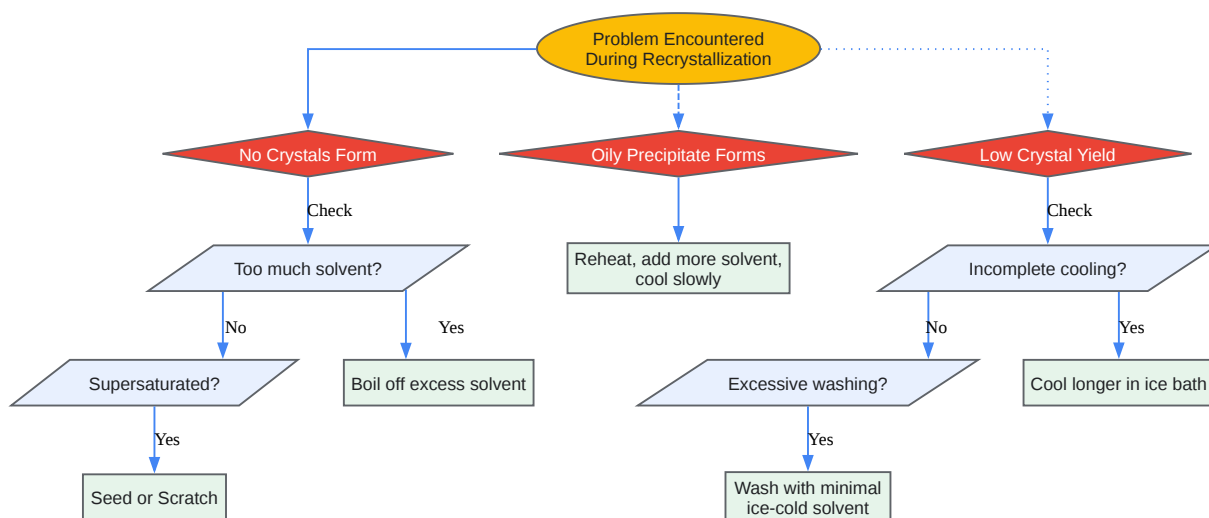 Problem Encountered
During Recrystallization
No Crystals Form
Oily Precipitate Forms
Low Crystal Yield
Check
Check
Too much solvent?
Reheat, add more solvent,
cool slowly
Incomplete cooling?
No
Yes
No
Yes
Supersaturated?
Boil off excess solvent
Excessive washing?
Cool longer in ice bath
Yes
Yes
Seed or Scratch
Wash with minimal
ice-cold solvent